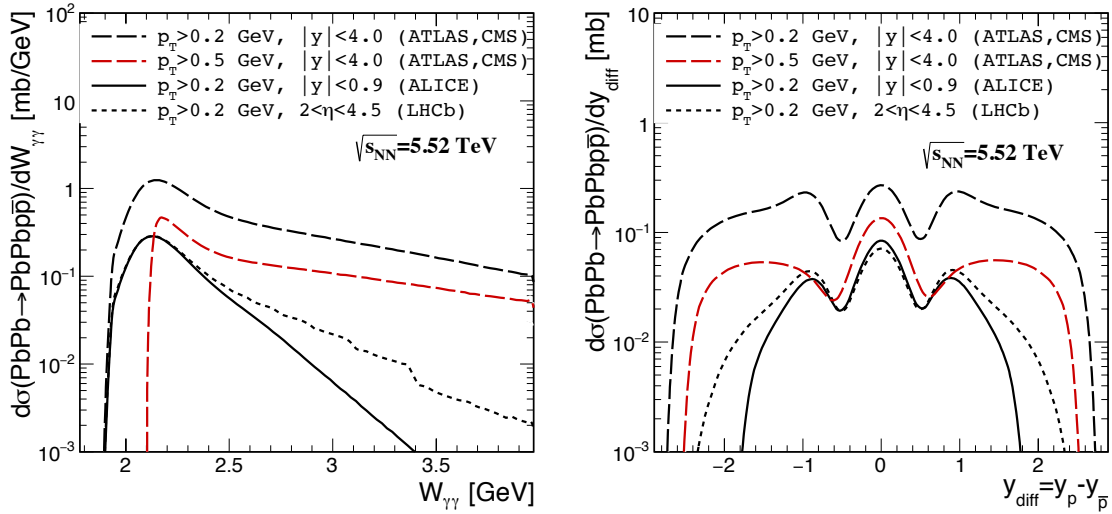 dσ(PbPb→PbPbpp̅)/dW_γγ [mb/GeV]
10²
10
1
10⁻¹
10⁻²
10⁻³
p_T>0.2 GeV, |y|<4.0 (ATLAS,CMS)
p_T>0.5 GeV, |y|<4.0 (ATLAS,CMS)
p_T>0.2 GeV, |y|<0.9 (ALICE)
p_T>0.2 GeV, 2<η<4.5 (LHCb)
√s_NN=5.52 TeV
2 2.5 3 3.5
W_γγ [GeV]
dσ(PbPb→PbPbpp̅)/dy_diff [mb]
10
1
10⁻¹
10⁻²
10⁻³
p_T>0.2 GeV, |y|<4.0 (ATLAS,CMS)
p_T>0.5 GeV, |y|<4.0 (ATLAS,CMS)
p_T>0.2 GeV, |y|<0.9 (ALICE)
p_T>0.2 GeV, 2<η<4.5 (LHCb)
√s_NN=5.52 TeV
−2 −1 0 1 2
y_diff=y_p-y_p̅